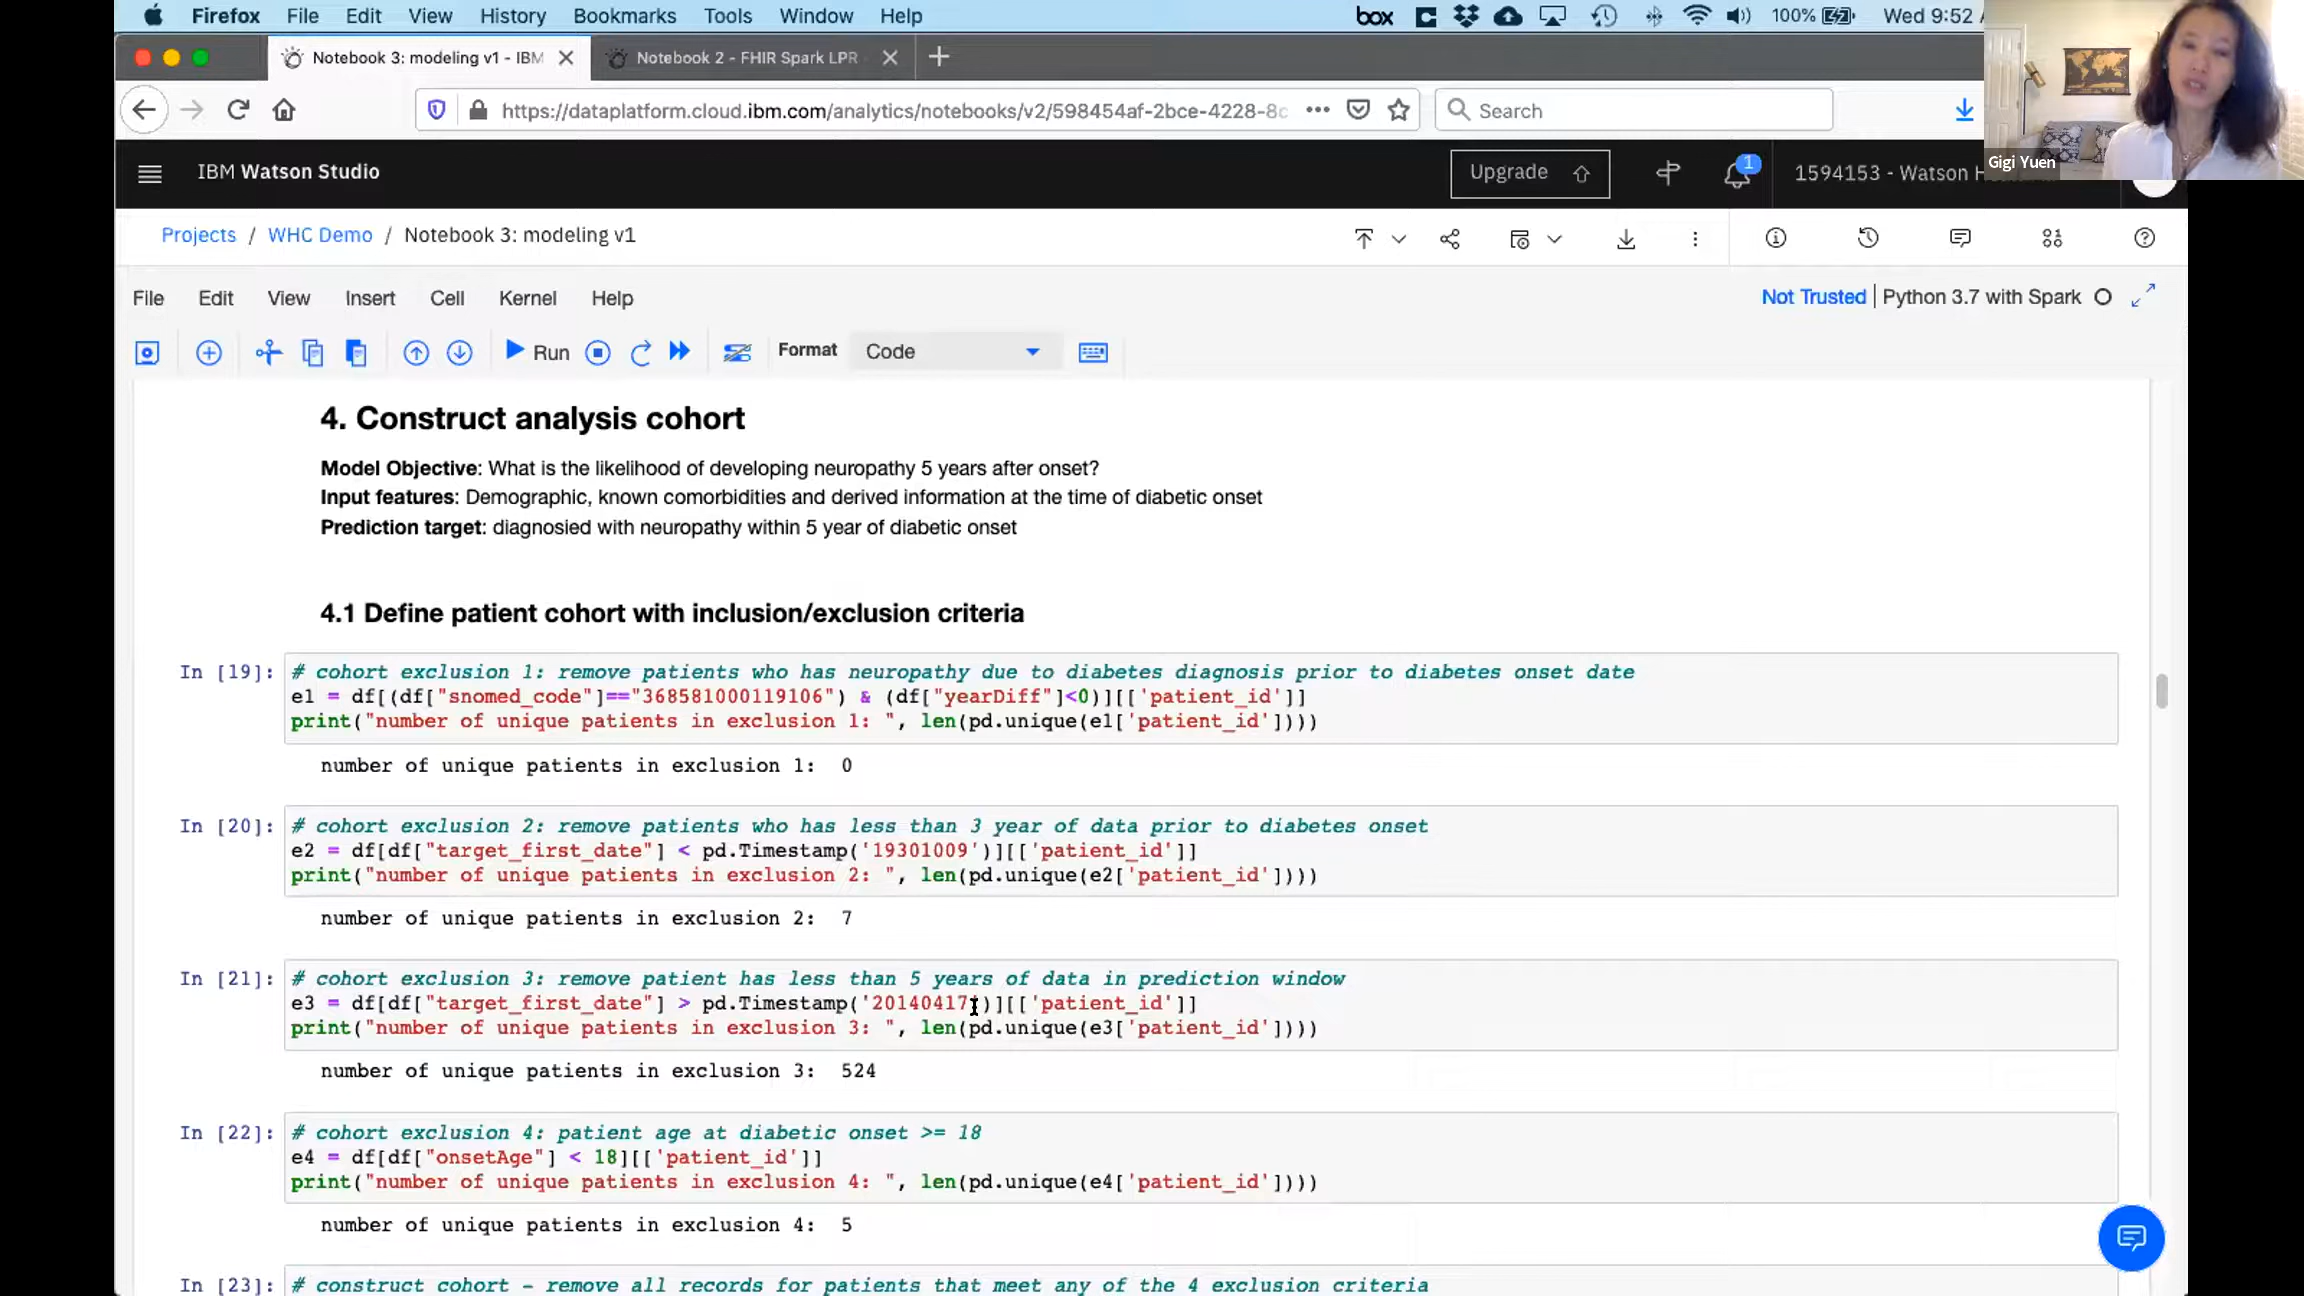 Firefox File Edit View History Bookmarks Tools Window Help box 100% Wed 9:52
Notebook 3: modeling v1 - IBM Notebook 2 - FHIR Spark LPR
https://dataplatform.cloud.ibm.com/analytics/notebooks/v2/598454af-2bce-4228-8c Search
Gigi Yuen
IBM Watson Studio Upgrade 1 1594153 - Watson
Projects / WHC Demo / Notebook 3: modeling v1
File Edit View Insert Cell Kernel Help Not Trusted | Python 3.7 with Spark
Run Format Code
4. Construct analysis cohort
Model Objective: What is the likelihood of developing neuropathy 5 years after onset?
Input features: Demographic, known comorbidities and derived information at the time of diabetic onset
Prediction target: diagnosied with neuropathy within 5 year of diabetic onset
4.1 Define patient cohort with inclusion/exclusion criteria
In [19]: # cohort exclusion 1: remove patients who has neuropathy due to diabetes diagnosis prior to diabetes onset date
e1 = df[(df["snomed_code"]=="368581000119106") & (df["yearDiff"]<0)][['patient_id']]
print("number of unique patients in exclusion 1: ", len(pd.unique(e1['patient_id'])))
number of unique patients in exclusion 1: 0
In [20]: # cohort exclusion 2: remove patients who has less than 3 year of data prior to diabetes onset
e2 = df[df["target_first_date"] < pd.Timestamp('19301009')][['patient_id']]
print("number of unique patients in exclusion 2: ", len(pd.unique(e2['patient_id'])))
number of unique patients in exclusion 2: 7
In [21]: # cohort exclusion 3: remove patient has less than 5 years of data in prediction window
e3 = df[df["target_first_date"] > pd.Timestamp('20140417')][['patient_id']]
print("number of unique patients in exclusion 3: ", len(pd.unique(e3['patient_id'])))
number of unique patients in exclusion 3: 524
In [22]: # cohort exclusion 4: patient age at diabetic onset >= 18
e4 = df[df["onsetAge"] < 18][['patient_id']]
print("number of unique patients in exclusion 4: ", len(pd.unique(e4['patient_id'])))
number of unique patients in exclusion 4: 5
In [23]: # construct cohort - remove all records for patients that meet any of the 4 exclusion criteria